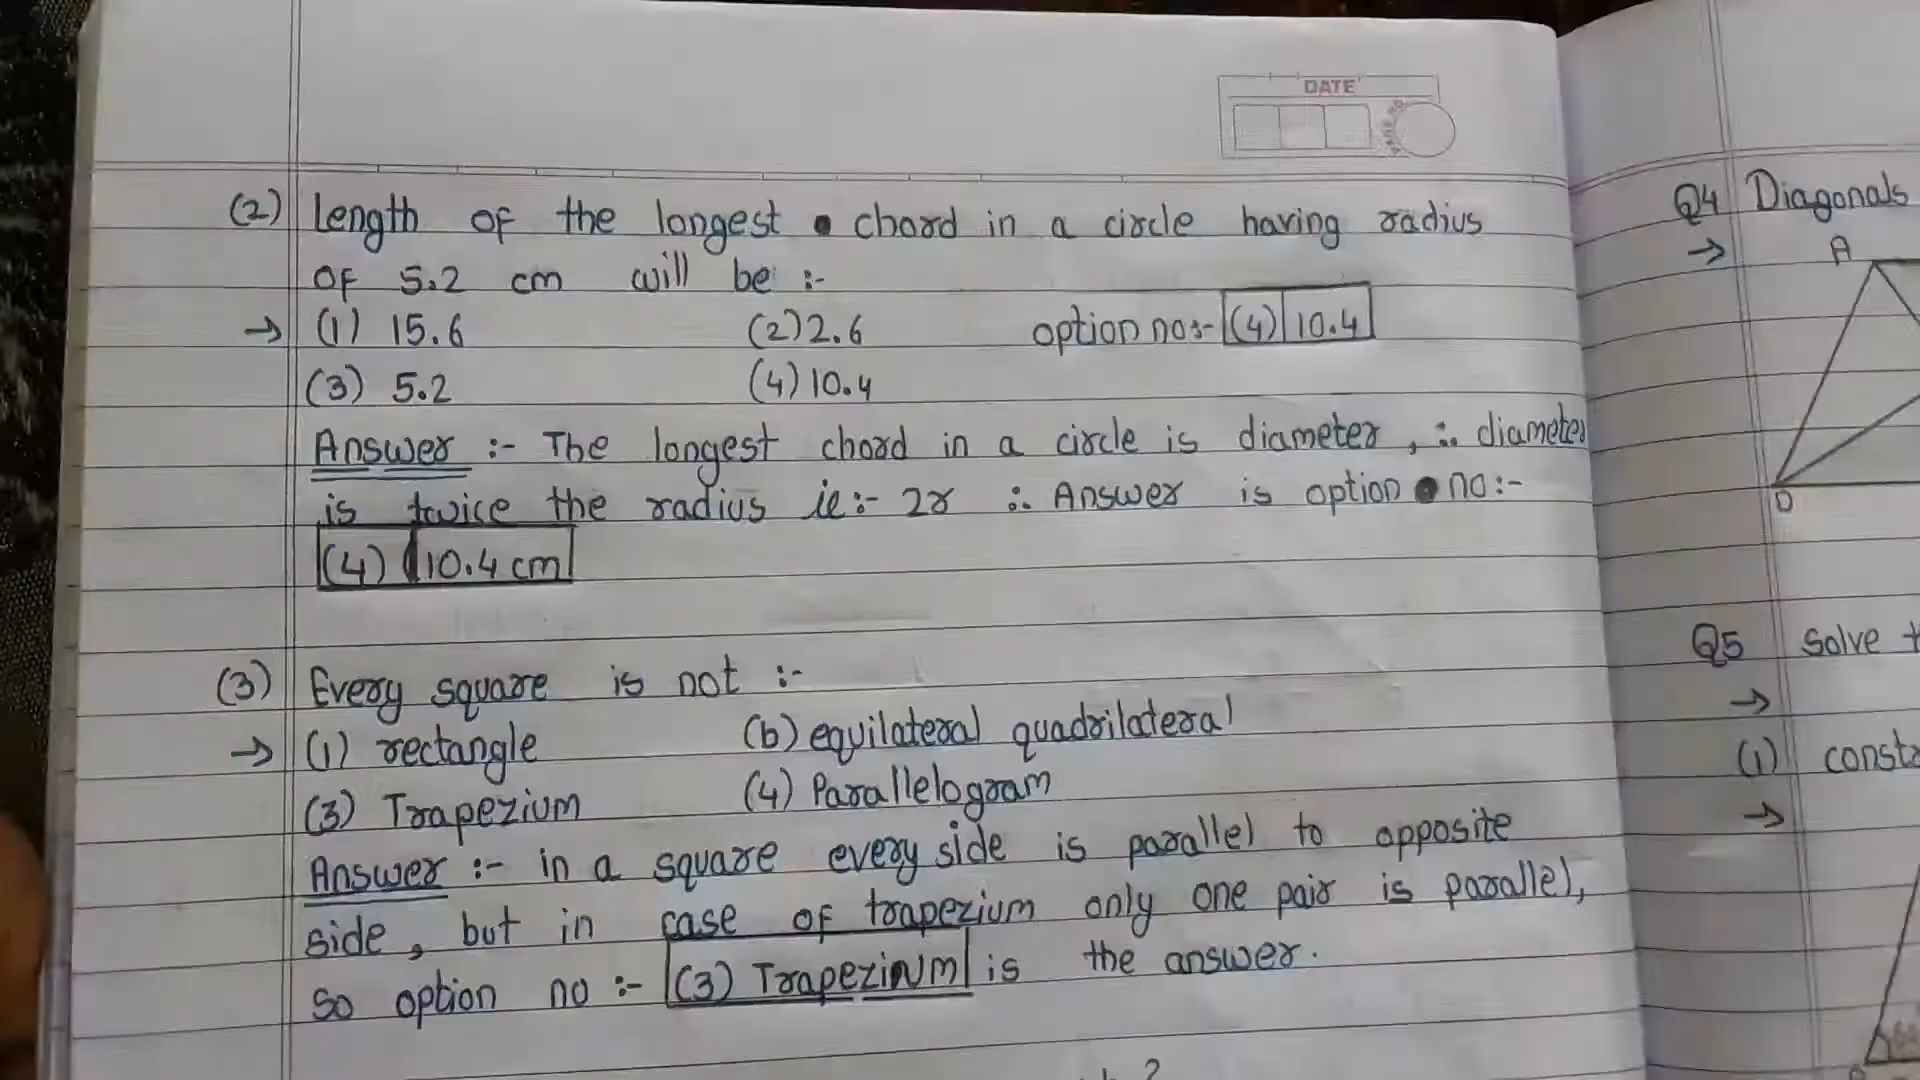 DATE
(2) Length of the longest chord in a circle having radius
of 5.2 cm will be :-
→ (1) 15.6 (2) 2.6 option no:- (4) 10.4
(3) 5.2 (4) 10.4
Answer :- The longest chord in a circle is diameter, ∴ diameter
is twice the radius ie:- 2r ∴ Answer is option no:-
(4) 10.4 cm
(3) Every square is not :-
→ (1) rectangle (b) equilateral quadrilateral
(3) Trapezium (4) Parallelogram
Answer :- in a square every side is parallel to opposite
side, but in case of trapezium only one pair is parallel,
so option no :- (3) Trapezium is the answer.
Q4 Diagonals
→ A
D
Q5 Solve
→
(1)
→